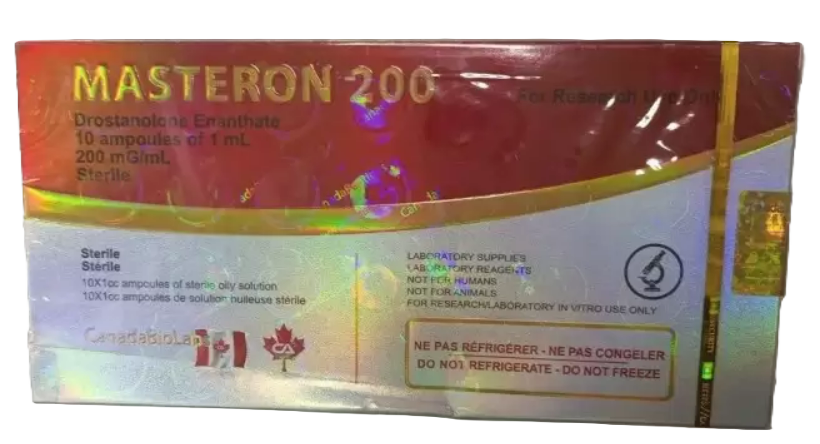 MASTERON 200
For Research Use Only
Drostanolone Enanthate
10 ampoules of 1 mL
200 mG/mL
Sterile
Sterile
Stérile
10X1cc ampoules of sterile oily solution
10X1cc ampoules de solution huileuse stérile
CanadaBioLabs
CA
LABORATORY SUPPLIES
LABORATORY REAGENTS
NOT FOR HUMANS
NOT FOR ANIMALS
FOR RESEARCH/LABORATORY IN VITRO USE ONLY
NE PAS RÉFRIGÉRER - NE PAS CONGELER
DO NOT REFRIGERATE - DO NOT FREEZE
SECURITY